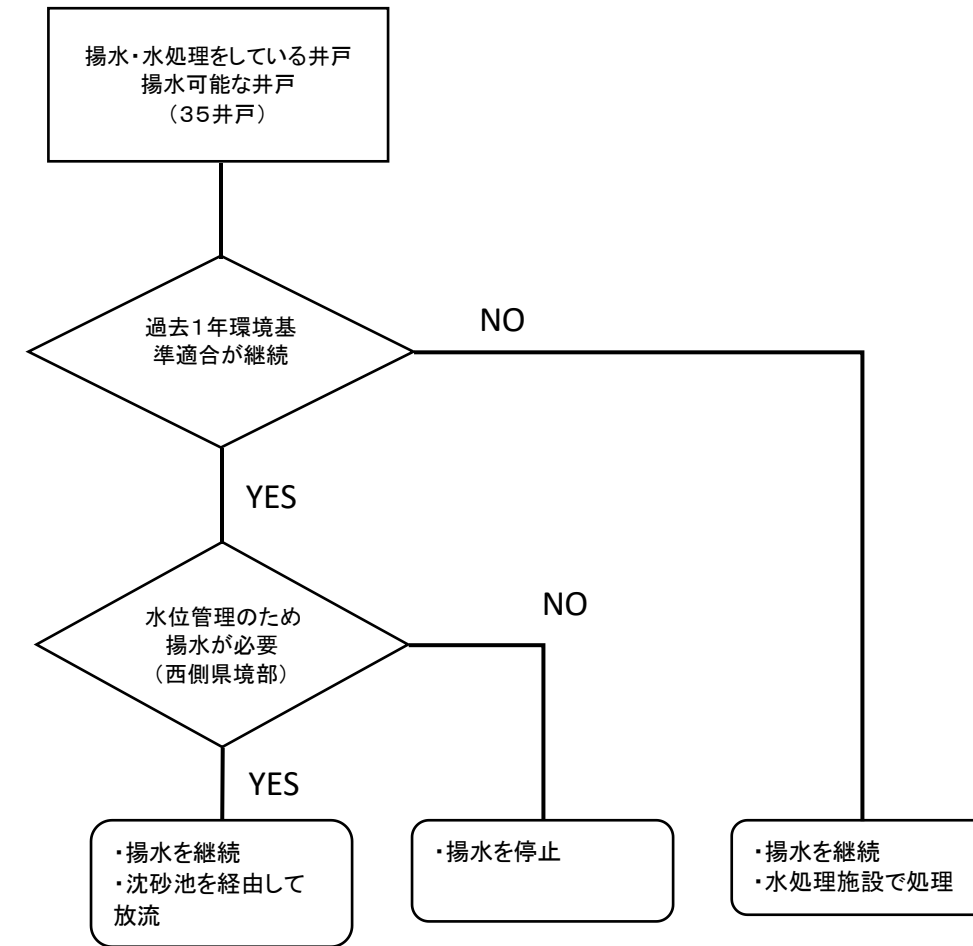 揚水・水処理をしている井戸
揚水可能な井戸
（３５井戸）
過去１年環境基
準適合が継続
NO
YES
水位管理のため
揚水が必要
（西側県境部）
NO
YES
・揚水を継続
・沈砂池を経由して
放流
・揚水を停止
・揚水を継続
・水処理施設で処理